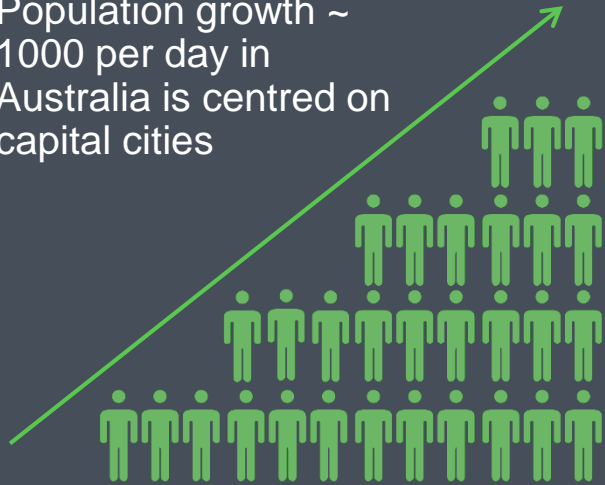 Population growth ~
1000 per day in
Australia is centred on
capital cities